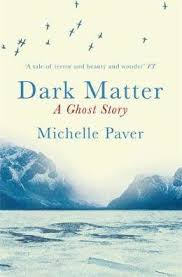 'A tale of terror and beauty and wonder' FT
Dark Matter
A Ghost Story
Michelle Paver